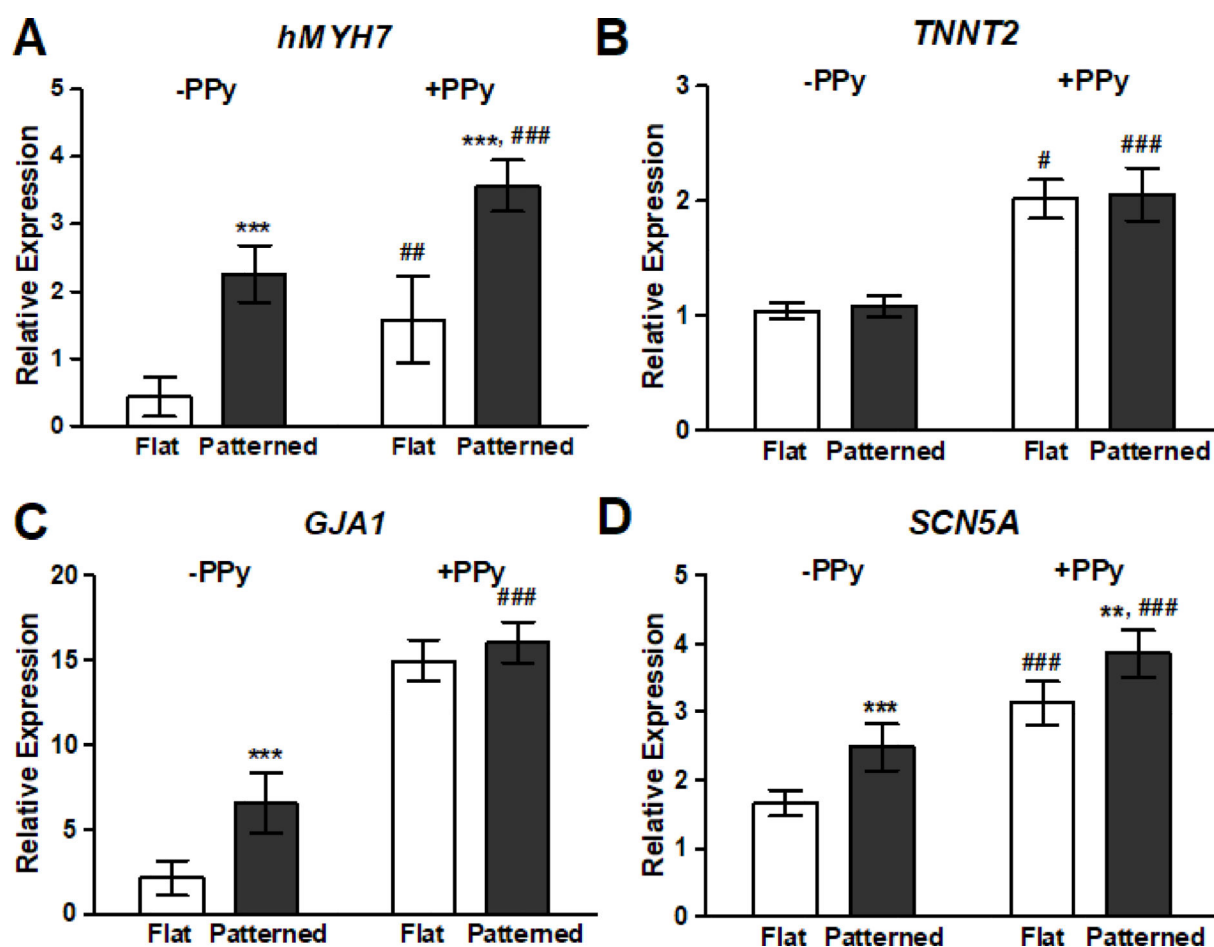 A
hMYH7
-PPy
+PPy
Relative Expression
5
4
3
2
1
0
***
##
***, ###
Flat Patterned Flat Patterned
B
TNNT2
-PPy
+PPy
Relative Expression
3
2
1
0
#
###
Flat Patterned Flat Patterned
C
GJA1
-PPy
+PPy
Relative Expression
20
15
10
5
0
***
###
Flat Patterned Flat Patterned
D
SCN5A
-PPy
+PPy
Relative Expression
5
4
3
2
1
0
***
###
**, ###
Flat Patterned Flat Patterned